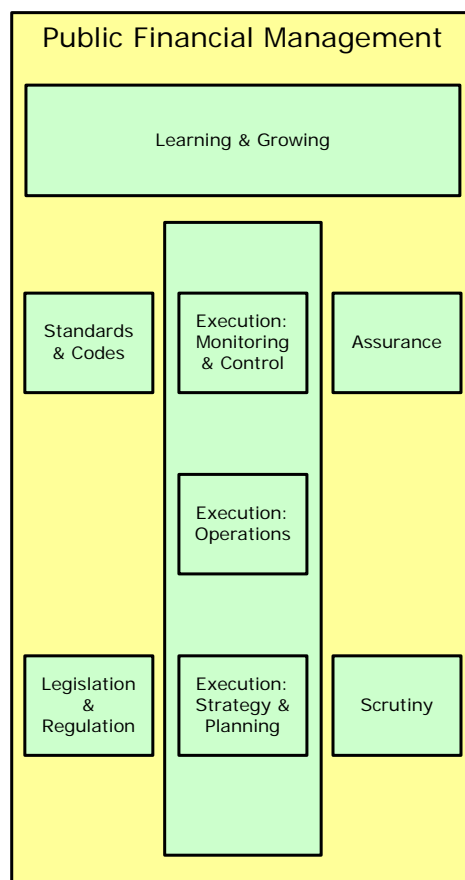 Public Financial Management
Learning & Growing
Standards
& Codes
Execution:
Monitoring
& Control
Assurance
Execution:
Operations
Legislation
&
Regulation
Execution:
Strategy &
Planning
Scrutiny